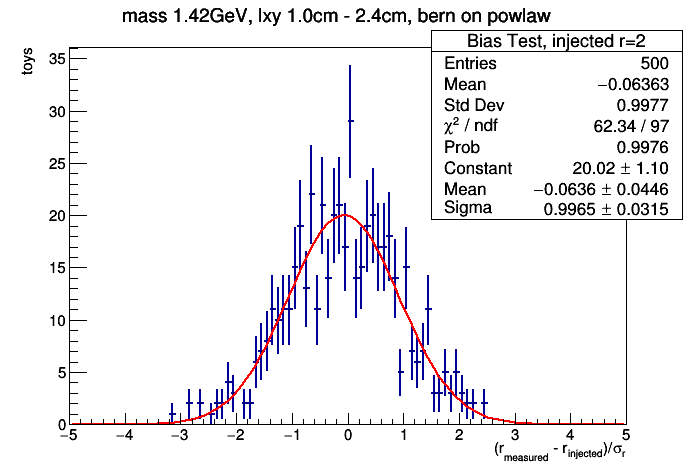 mass 1.42GeV, lxy 1.0cm - 2.4cm, bern on powlaw
Bias Test, injected r=2
Entries 500
Mean −0.06363
Std Dev 0.9977
χ² / ndf 62.34 / 97
Prob 0.9976
Constant 20.02 ± 1.10
Mean −0.0636 ± 0.0446
Sigma 0.9965 ± 0.0315
toys
35
30
25
20
15
10
5
0
−5 −4 −3 −2 −1 0 1 2 3 4 5
(r_measured - r_injected)/σ_r